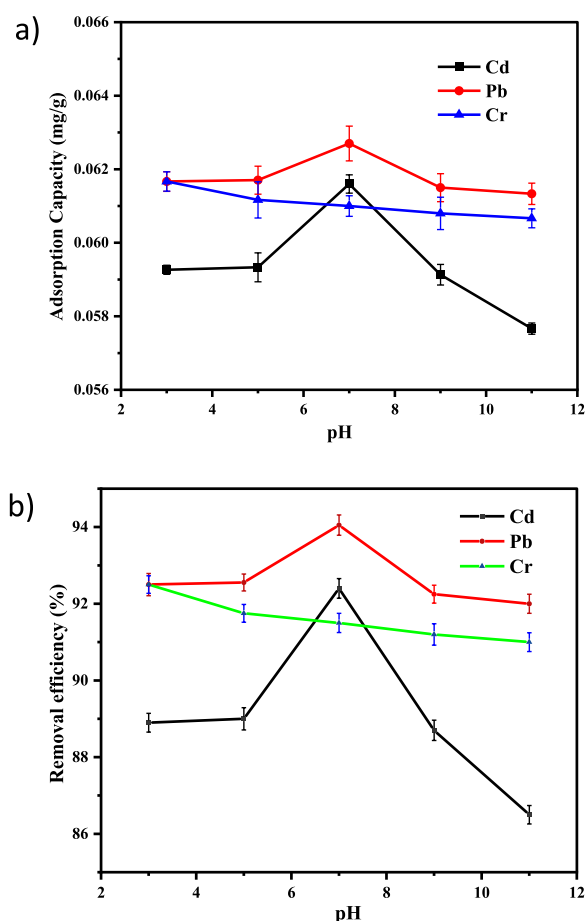 a)
0.066
0.064
0.062
0.060
0.058
0.056
Adsorption Capacity (mg/g)
Cd
Pb
Cr
2 4 6 8 10 12
pH
b)
94
92
90
88
86
Removal efficiency (%)
Cd
Pb
Cr
2 4 6 8 10 12
pH